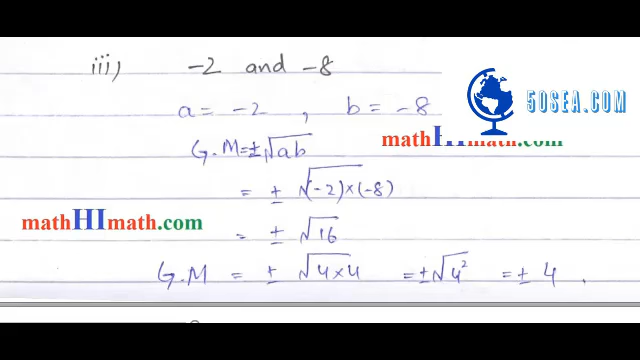 iii) -2 and -8
a = -2 , b = -8
5OSEA.COM
mathHImath.com
G.M = ±√ab
= ± √(-2)×(-8)
mathHImath.com
= ± √16
G.M = ± √4×4 = ±√4² = ± 4 .